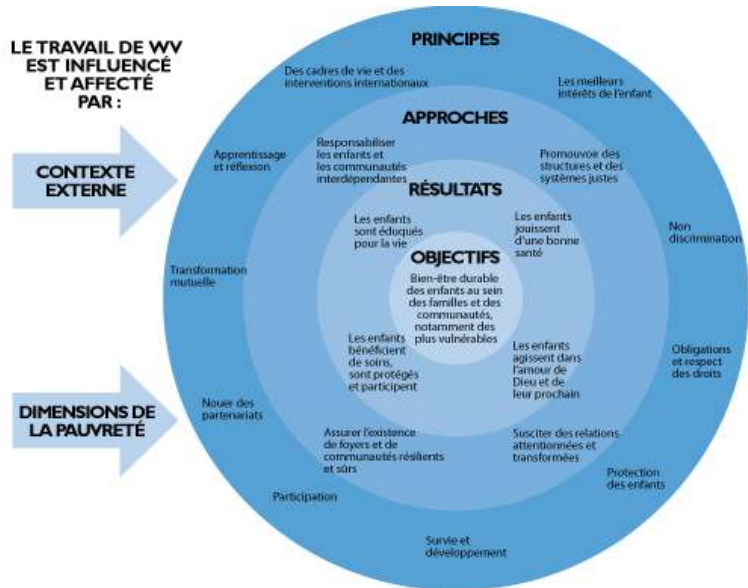 LE TRAVAIL DE WV
EST INFLUENCÉ
ET AFFECTÉ
PAR :
CONTEXTE
EXTERNE
DIMENSIONS DE
LA PAUVRETÉ
PRINCIPES
Des cadres de vie et des
interventions internationaux
Les meilleurs
intérêts de l'enfant
Apprentissage
et réflexion
Non
discrimination
Transformation
mutuelle
Obligations
et respect
des droits
Nouer des
partenariats
Protection
des enfants
Participation
Survie et
développement
APPROCHES
Responsabiliser
les enfants et
les communautés
interdépendantes
Promouvoir des
structures et des
systèmes justes
Assurer l'existence
de foyers et de
communautés résilients
et sûrs
Susciter des relations
attentionnées et
transformées
RÉSULTATS
Les enfants
sont éduqués
pour la vie
Les enfants
jouissent
d'une bonne
santé
Les enfants
bénéficient
de soins,
sont protégés
et participent
Les enfants
agissent dans
l'amour de
Dieu et de
leur prochain
OBJECTIFS
Bien-être durable
des enfants au sein
des familles et des
communautés,
notamment des
plus vulnérables